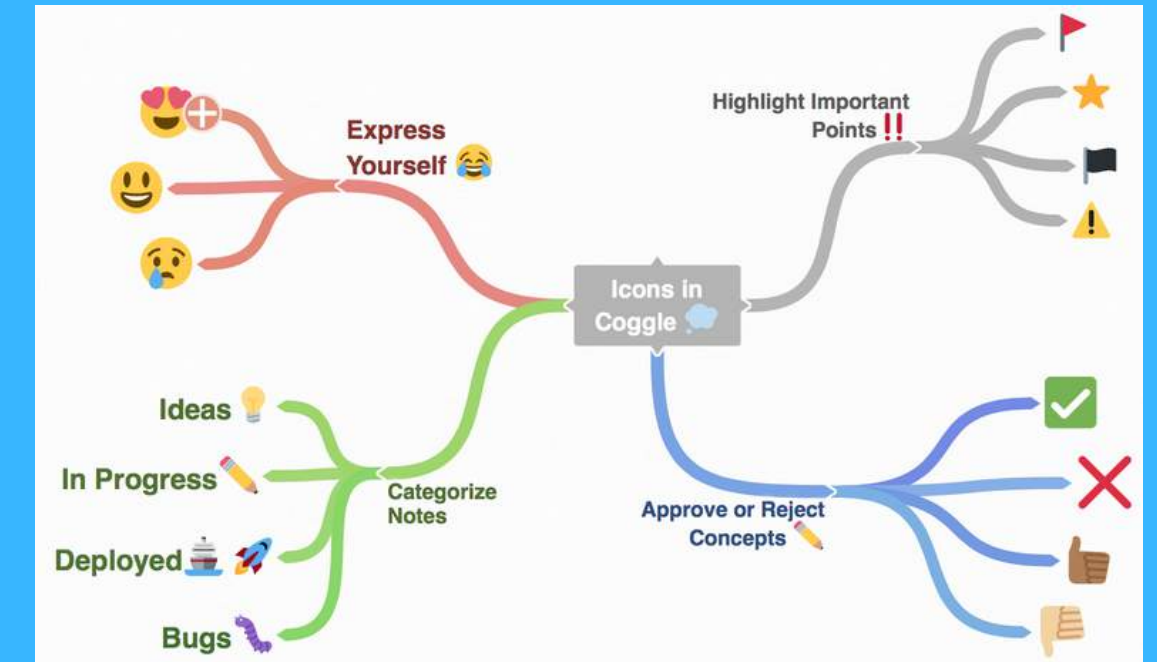 Express
Yourself 😂
Highlight Important
Points ‼️
Icons in
Coggle 💭
Ideas 💡
In Progress ✏️
Deployed 🚢 🚀
Bugs 🐛
Categorize
Notes
Approve or Reject
Concepts ✏️